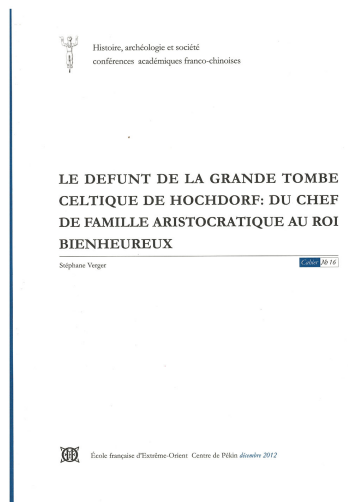 Histoire, archéologie et société
conférences académiques franco-chinoises
LE DEFUNT DE LA GRANDE TOMBE
CELTIQUE DE HOCHDORF: DU CHEF
DE FAMILLE ARISTOCRATIQUE AU ROI
BIENHEUREUX
Stéphane Verger
Cahier № 16
École française d'Extrême-Orient Centre de Pékin décembre 2012